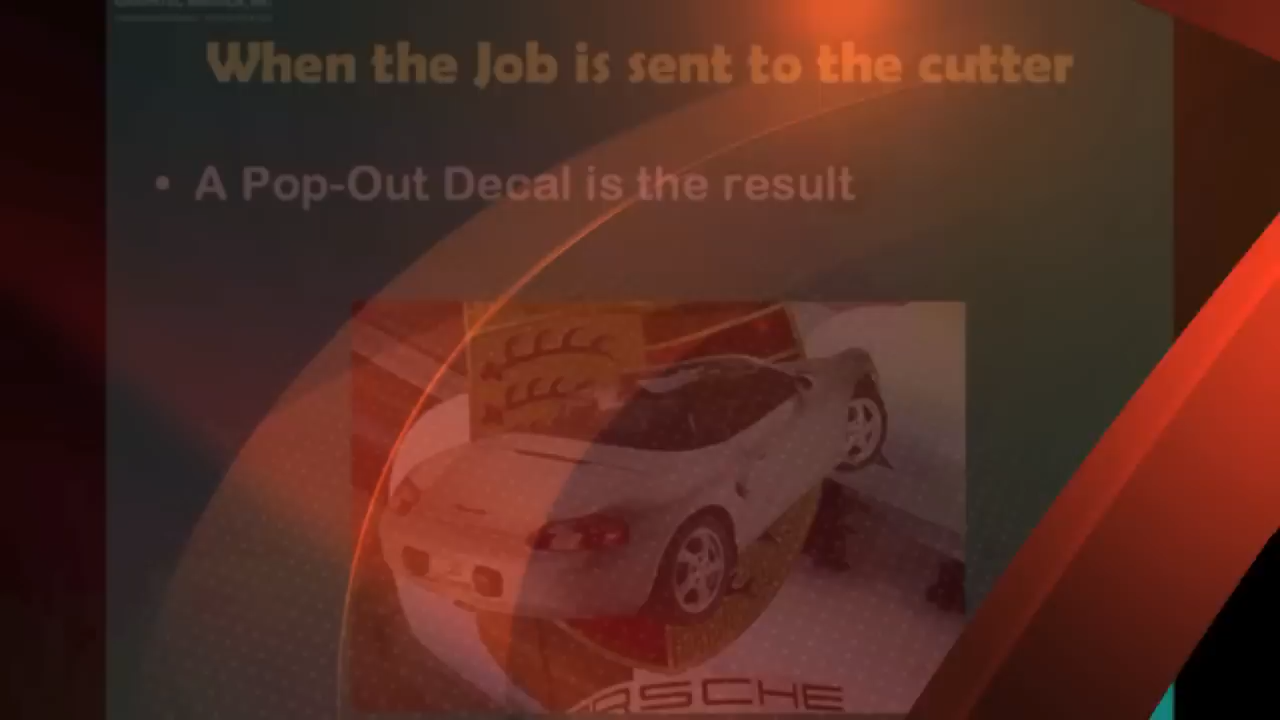 When the Job is sent to the cutter
• A Pop-Out Decal is the result
RSCHE